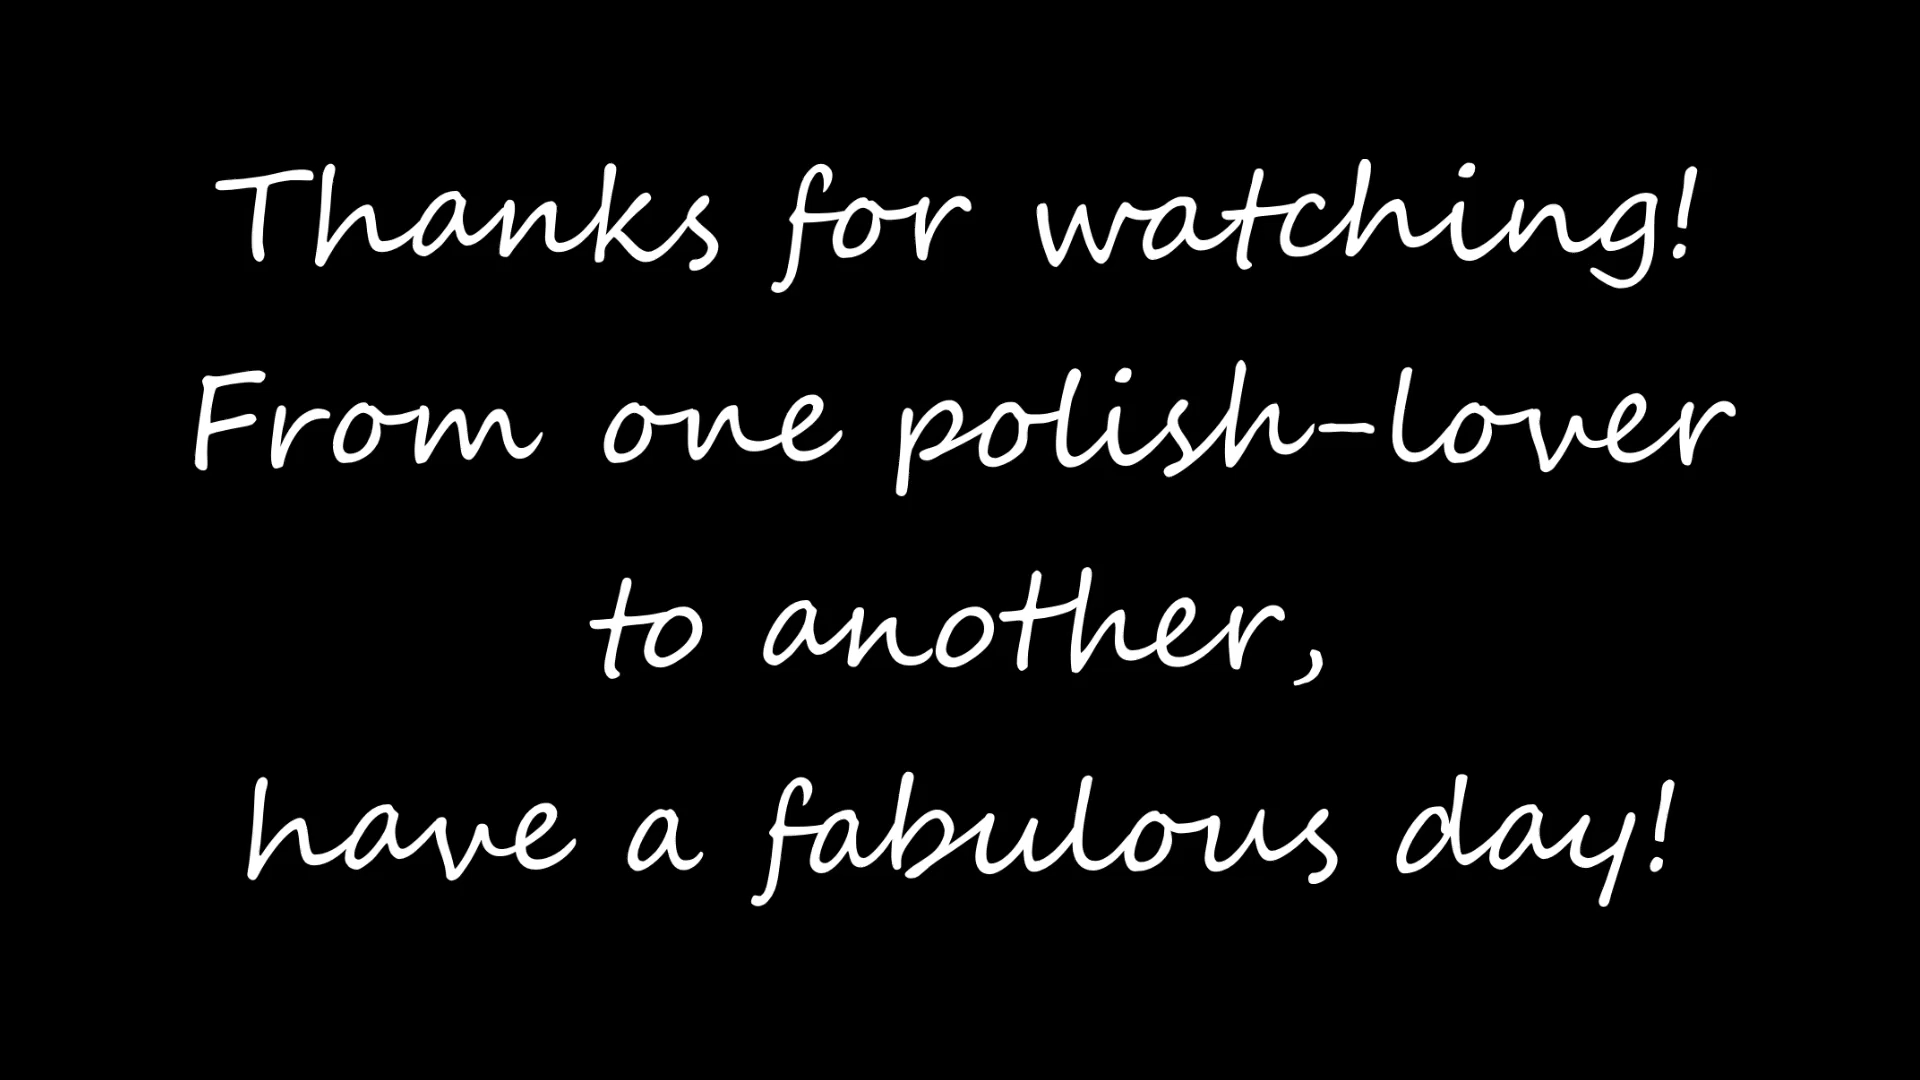 Thanks for watching!
From one polish-lover
to another,
have a fabulous day!